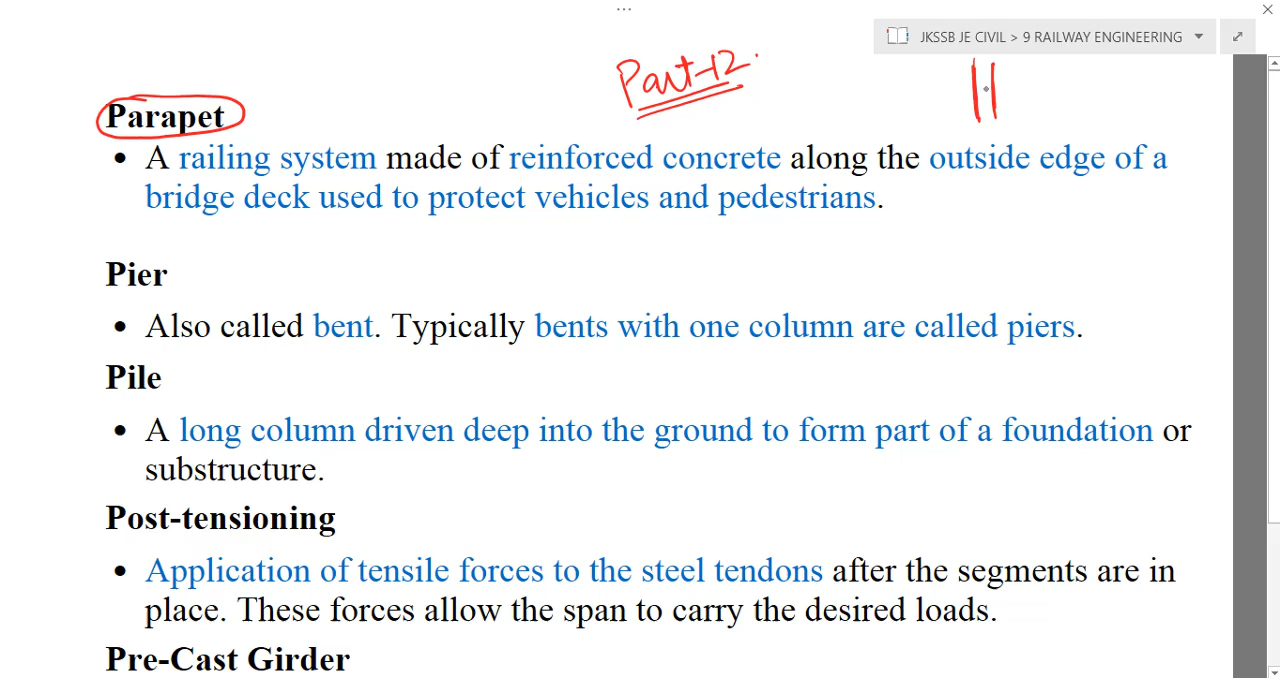 JKSSB JE CIVIL > 9 RAILWAY ENGINEERING
Part-12
Parapet
• A railing system made of reinforced concrete along the outside edge of a
bridge deck used to protect vehicles and pedestrians.
Pier
• Also called bent. Typically bents with one column are called piers.
Pile
• A long column driven deep into the ground to form part of a foundation or
substructure.
Post-tensioning
• Application of tensile forces to the steel tendons after the segments are in
place. These forces allow the span to carry the desired loads.
Pre-Cast Girder